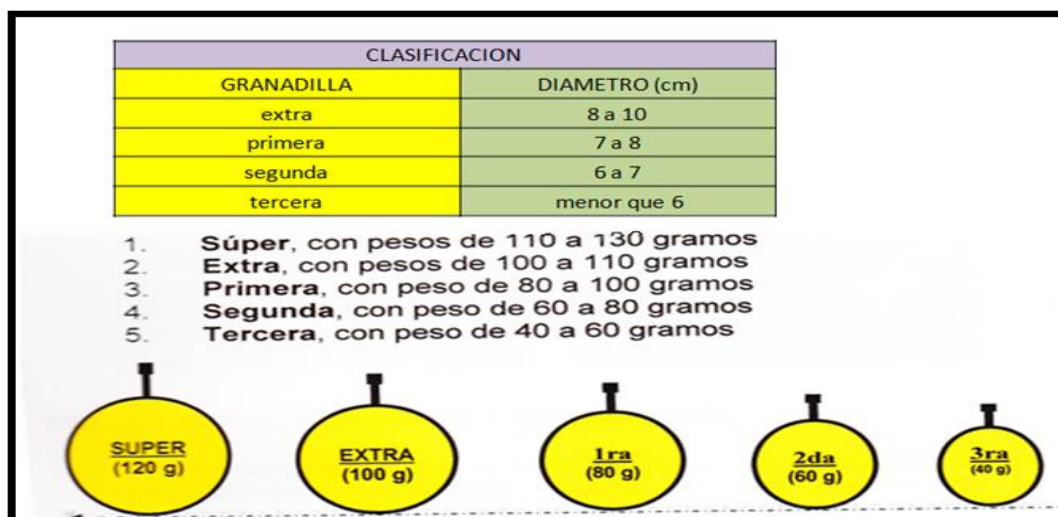 CLASIFICACION
GRANADILLA DIAMETRO (cm)
extra 8 a 10
primera 7 a 8
segunda 6 a 7
tercera menor que 6
1. Súper, con pesos de 110 a 130 gramos
2. Extra, con pesos de 100 a 110 gramos
3. Primera, con peso de 80 a 100 gramos
4. Segunda, con peso de 60 a 80 gramos
5. Tercera, con peso de 40 a 60 gramos
SUPER
(120 g)
EXTRA
(100 g)
1ra
(80 g)
2da
(60 g)
3ra
(40 g)